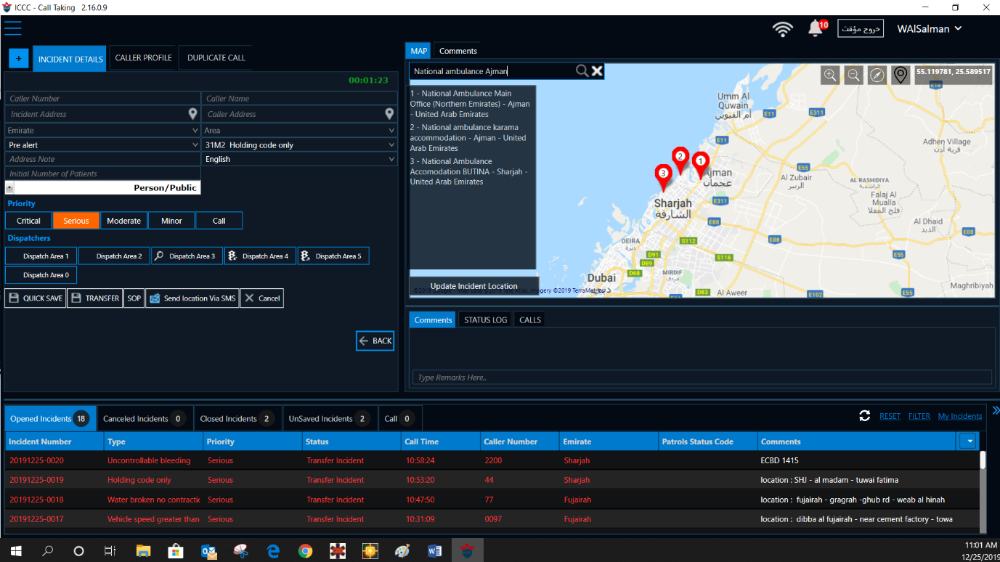 ICCC - Call Taking 2.16.0.9
10
خروج مؤقت
WAlSalman
+ INCIDENT DETAILS CALLER PROFILE DUPLICATE CALL
00:01:23
Caller Number Caller Name
Incident Address Caller Address
Emirate Area
Pre alert 31M2 Holding code only
Address Note English
Initial Number of Patients
Person/Public
Priority
Critical Serious Moderate Minor Call
Dispatchers
Dispatch Area 1 Dispatch Area 2 Dispatch Area 3 Dispatch Area 4 Dispatch Area 5
Dispatch Area 0
QUICK SAVE TRANSFER SOP Send location Via SMS Cancel
BACK
MAP Comments
National ambulance Ajman
55.119781, 25.589517
1 - National Ambulance Main
Office (Northern Emirates) - Ajman
- United Arab Emirates
2 - National ambulance karama
accommodation - Ajman - United
Arab Emirates
3 - National Ambulance
Accomodation BUTINA - Sharjah -
United Arab Emirates
Update Incident Location
E18
Umm Al
Quwain
أم القيوين
E11 E311
E11
Adhen Village
قرية أذن
2
1
3
Ajman
عجمان
E55
Al Zubair
الزبير
AL RASHIDIYA
الراشدية
Falaj Al
Mualla
فلج المعلا
Sharjah
الشارقة
E311
E88
Al Dhaid
الذيد
E88
DEIRA
ديرة
S112
E88
D91
D89
S116
E55
D68
MIRDIF
مردف
Dubai
دبي
Maghribiyah
D83
Al Aweer
E102
E55
Imagery ©2019 TerraMetrics
Comments STATUS LOG CALLS
Type Remarks Here..
Opened Incidents 18 Canceled Incidents 0 Closed Incidents 2 UnSaved Incidents 2 Call 0
RESET FILTER My Incidents
Incident Number Type Priority Status Call Time Caller Number Emirate Patrols Status Code Comments
20191225-0020 Uncontrollable bleeding Serious Transfer Incident 10:58:24 2200 Sharjah ECBD 1415
20191225-0019 Holding code only Serious Transfer Incident 10:53:20 44 Sharjah location : SHJ - al madam - tuwai fatima
20191225-0018 Water broken no contractic Serious Transfer Incident 10:47:50 77 Fujairah location : fujairah - gragrah -ghub rd - weab al hinah
20191225-0017 Vehicle speed greater than Serious Transfer Incident 10:31:09 0097 Fujairah location : dibba al fujairah - near cement factory - towa
11:01 AM
12/25/2019